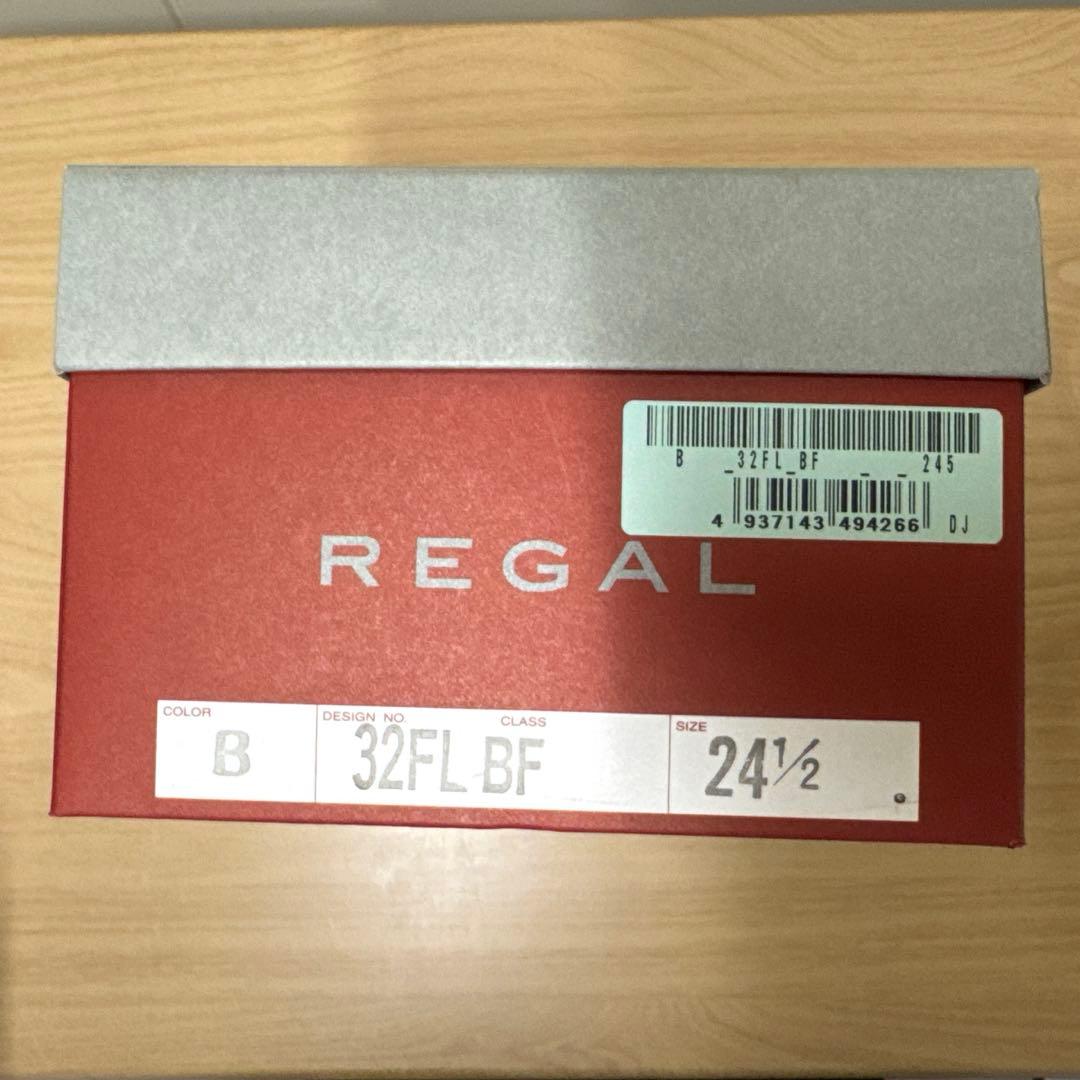 B _32FL_BF _ _ 245
4 937143 494266 DJ
REGAL
COLOR DESIGN NO. CLASS SIZE
B 32FL BF 24½